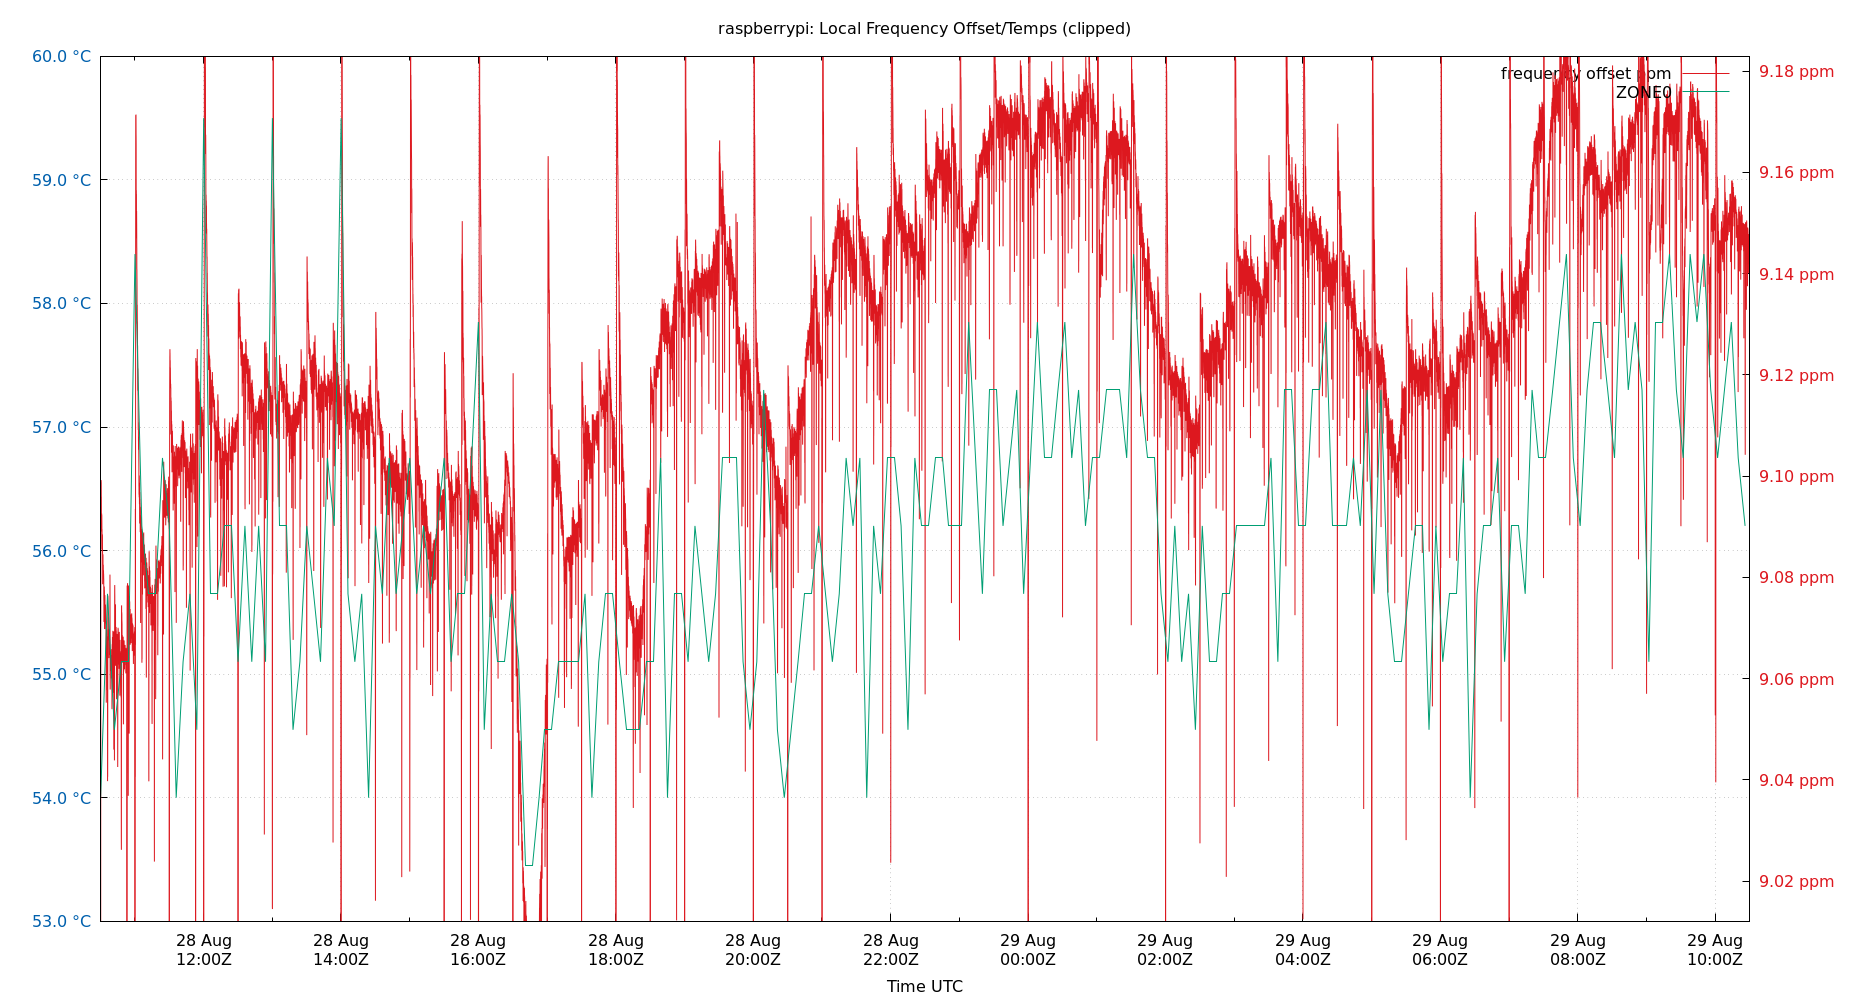 raspberrypi: Local Frequency Offset/Temps (clipped)
60.0 °C
59.0 °C
58.0 °C
57.0 °C
56.0 °C
55.0 °C
54.0 °C
53.0 °C
frequency offset ppm
ZONE0
9.18 ppm
9.16 ppm
9.14 ppm
9.12 ppm
9.10 ppm
9.08 ppm
9.06 ppm
9.04 ppm
9.02 ppm
28 Aug 28 Aug 28 Aug 28 Aug 28 Aug 28 Aug 29 Aug 29 Aug 29 Aug 29 Aug 29 Aug 29 Aug
12:00Z 14:00Z 16:00Z 18:00Z 20:00Z 22:00Z 00:00Z 02:00Z 04:00Z 06:00Z 08:00Z 10:00Z
Time UTC